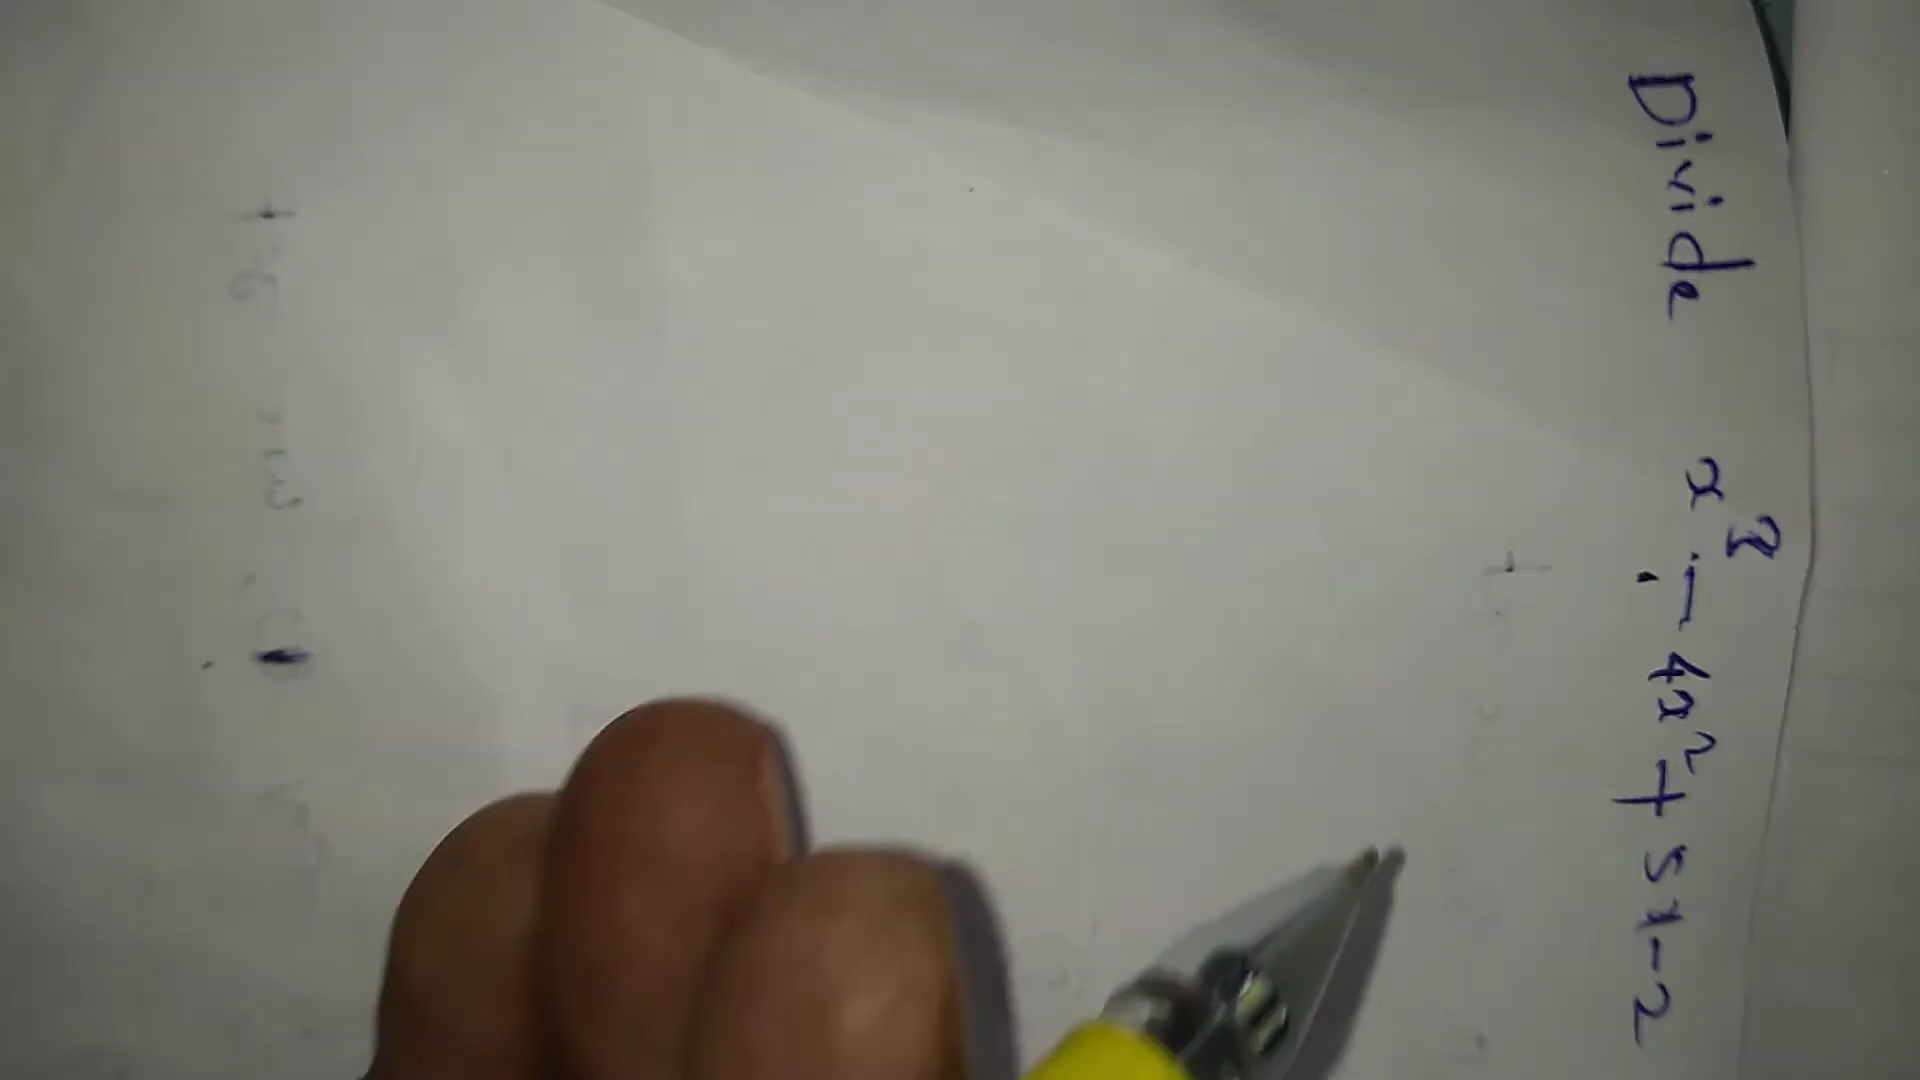 Divide x³ - 4x² + 5x - 2